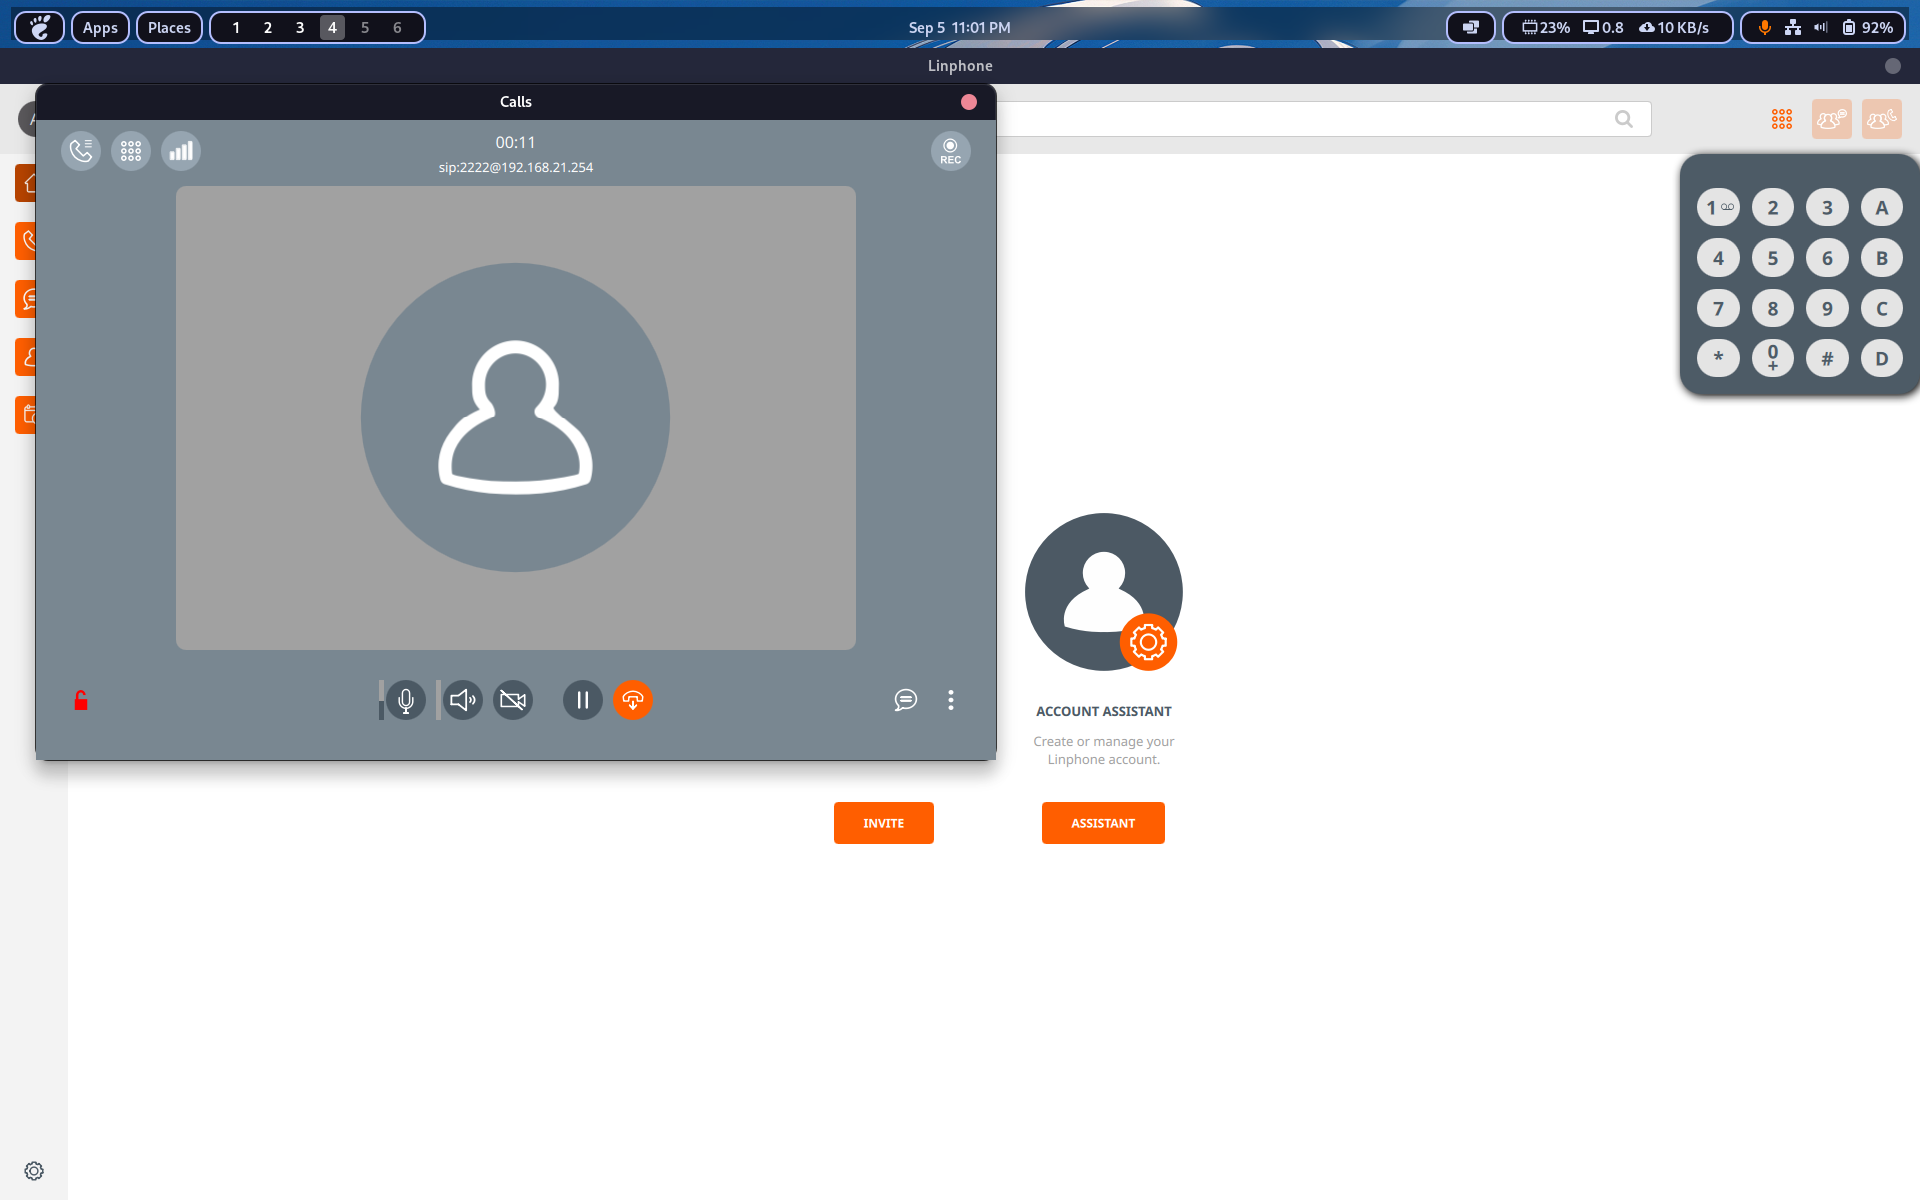 Apps Places 1 2 3 4 5 6 Sep 5 11:01 PM 23% 0.8 10 KB/s 92%
Linphone
Calls
00:11
sip:2222@192.168.21.254
REC
1 2 3 A
4 5 6 B
7 8 9 C
* 0 # D
+
ACCOUNT ASSISTANT
Create or manage your
Linphone account.
INVITE ASSISTANT